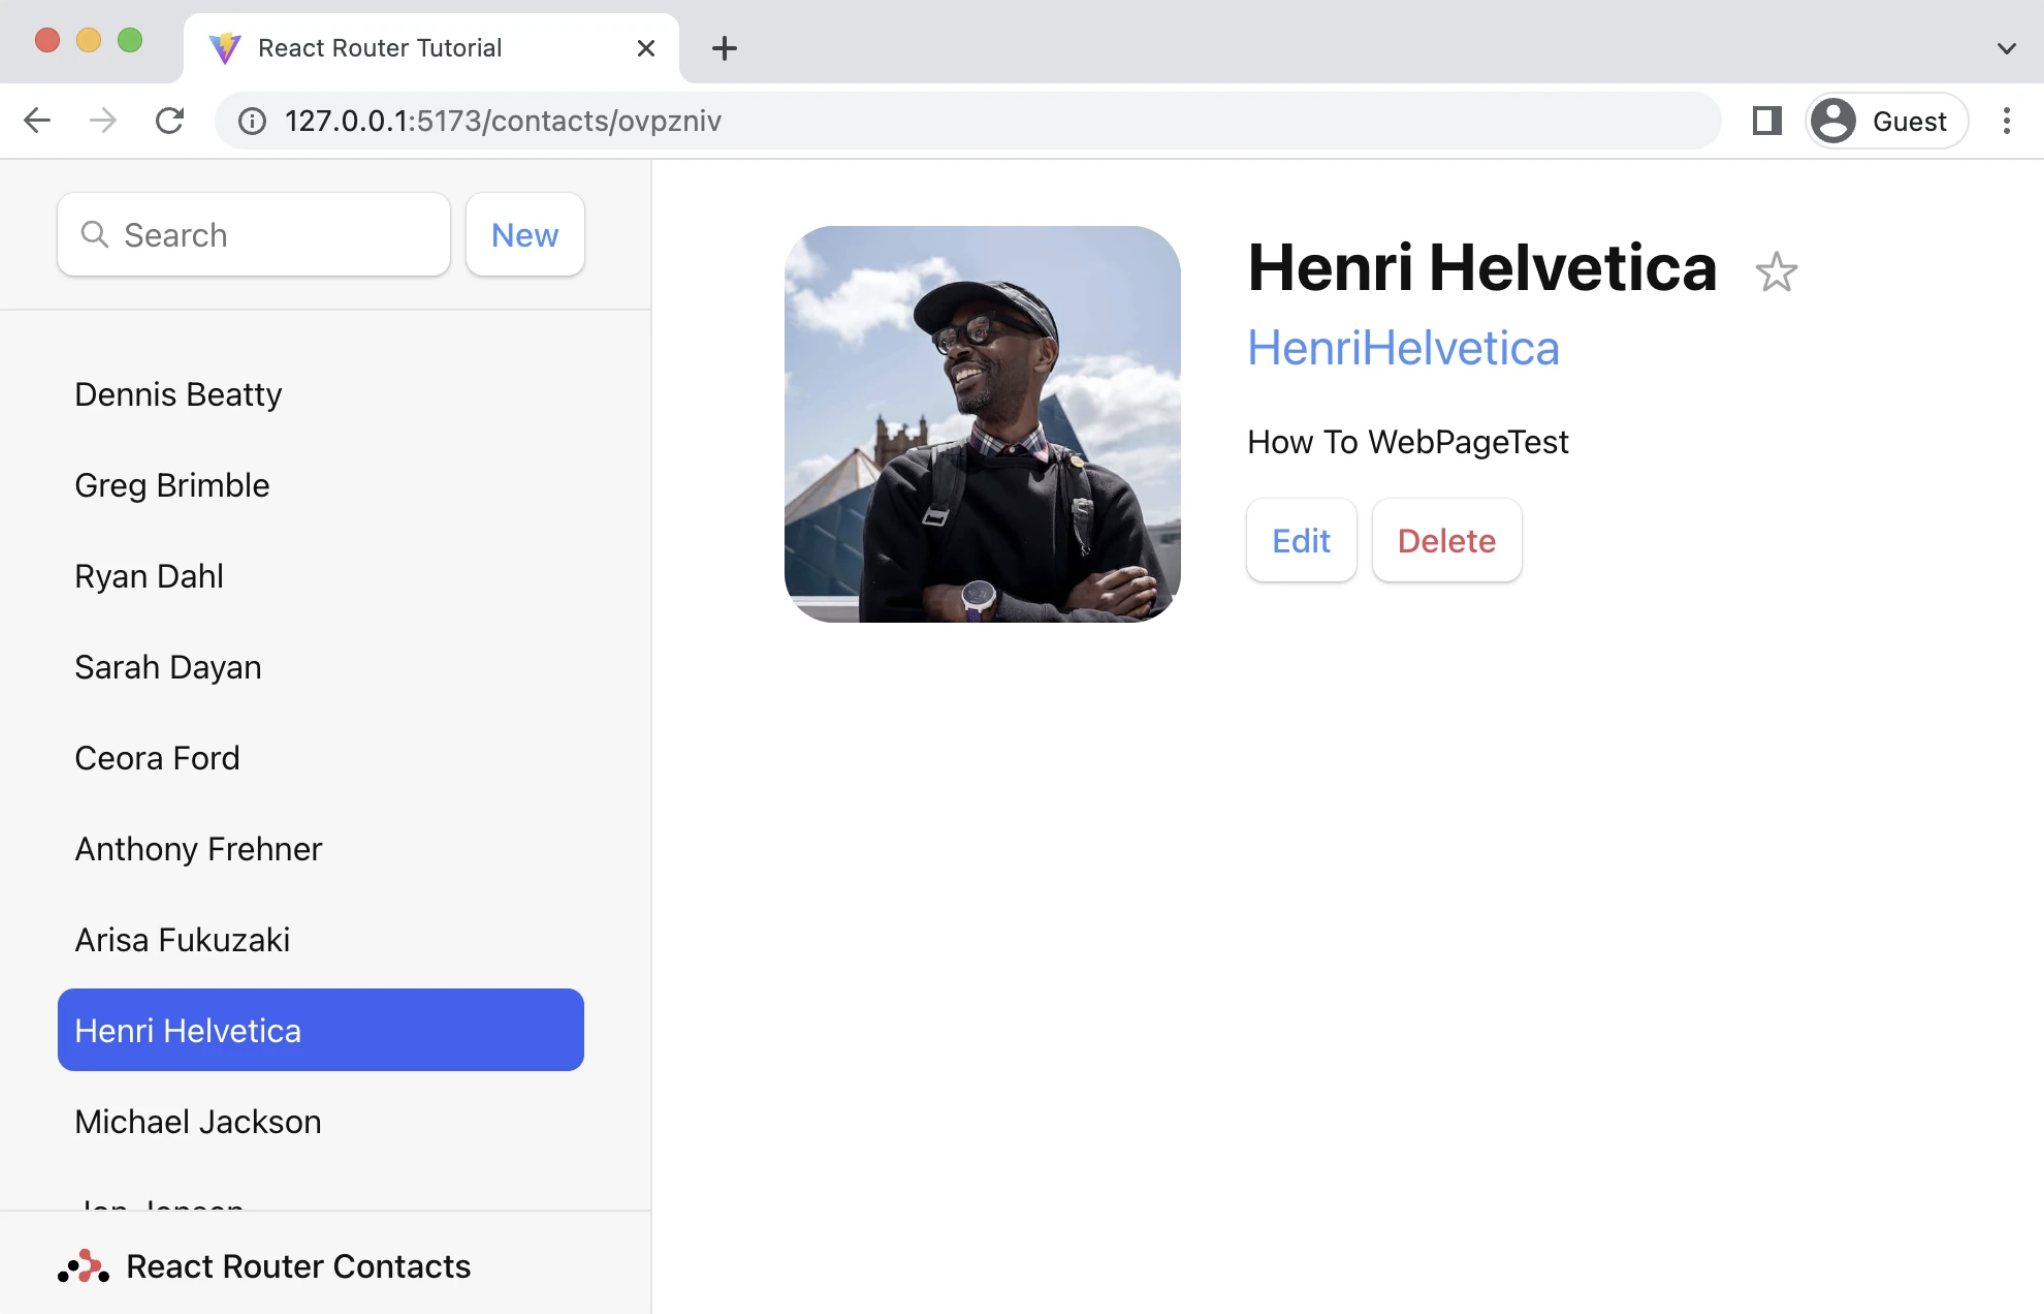 React Router Tutorial
127.0.0.1:5173/contacts/ovpzniv
Guest
Search
New
Dennis Beatty
Greg Brimble
Ryan Dahl
Sarah Dayan
Ceora Ford
Anthony Frehner
Arisa Fukuzaki
Henri Helvetica
Michael Jackson
React Router Contacts
Henri Helvetica
HenriHelvetica
How To WebPageTest
Edit
Delete